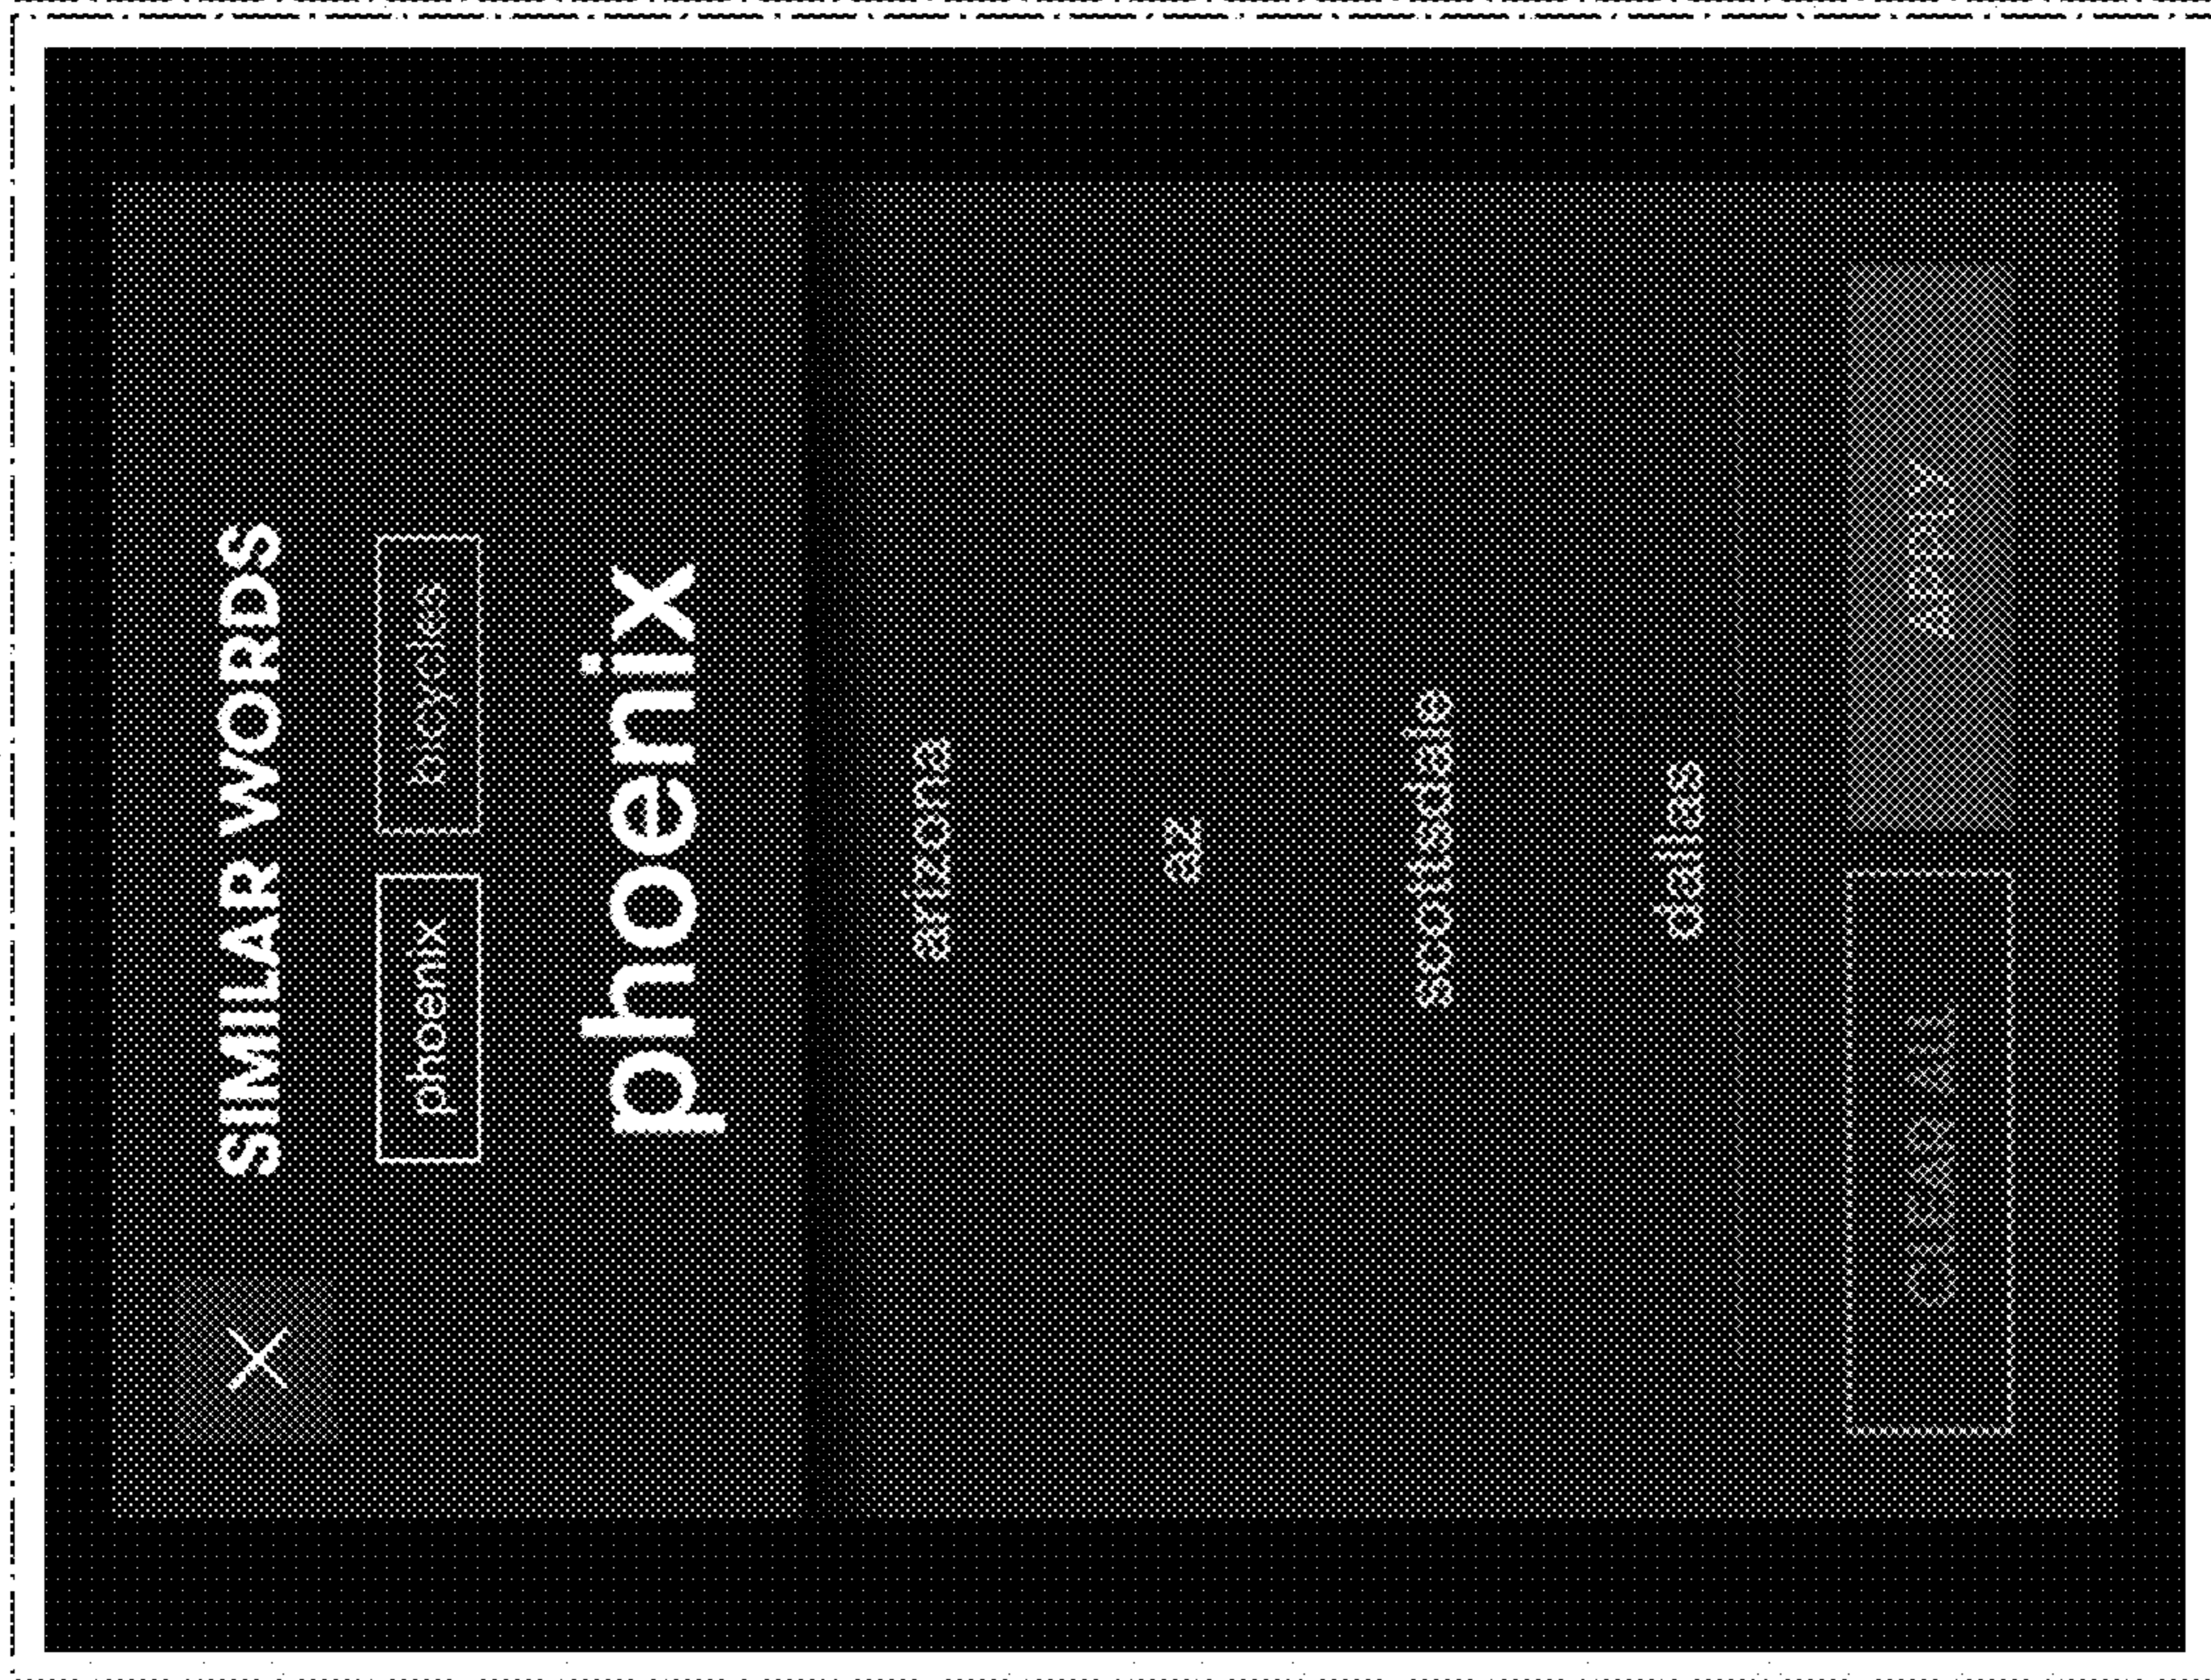 X SIMILAR WORDS
phoenix bicycles
phoenix
arizona
az
scottsdale
dallas
CLEAR ALL APPLY